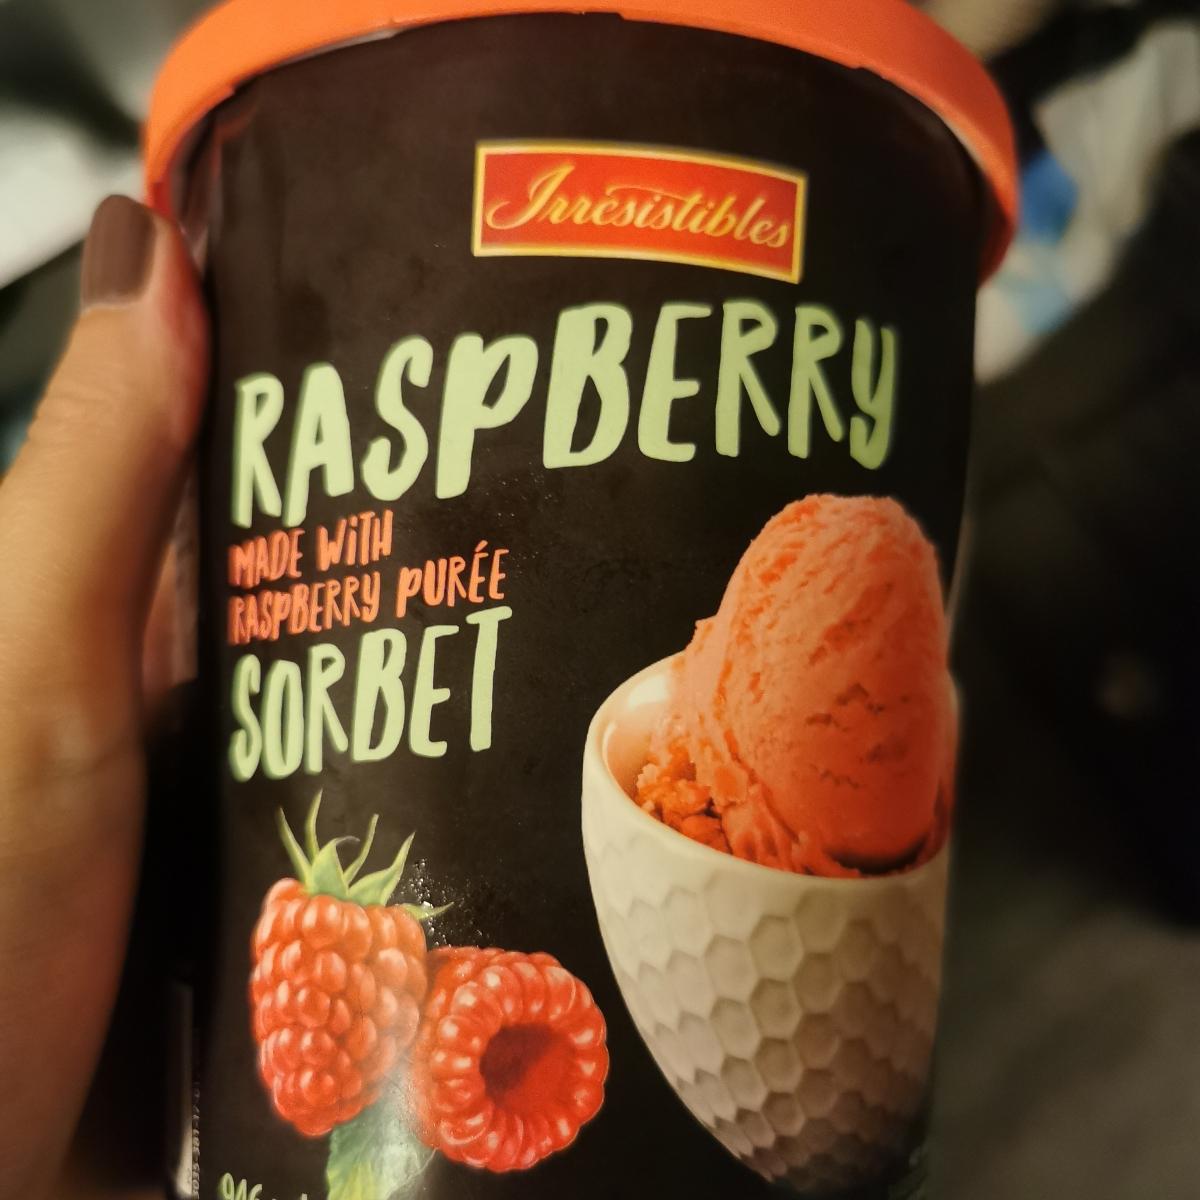 Irresistibles
RASPBERRY
MADE WITH
RASPBERRY PURÉE
SORBET